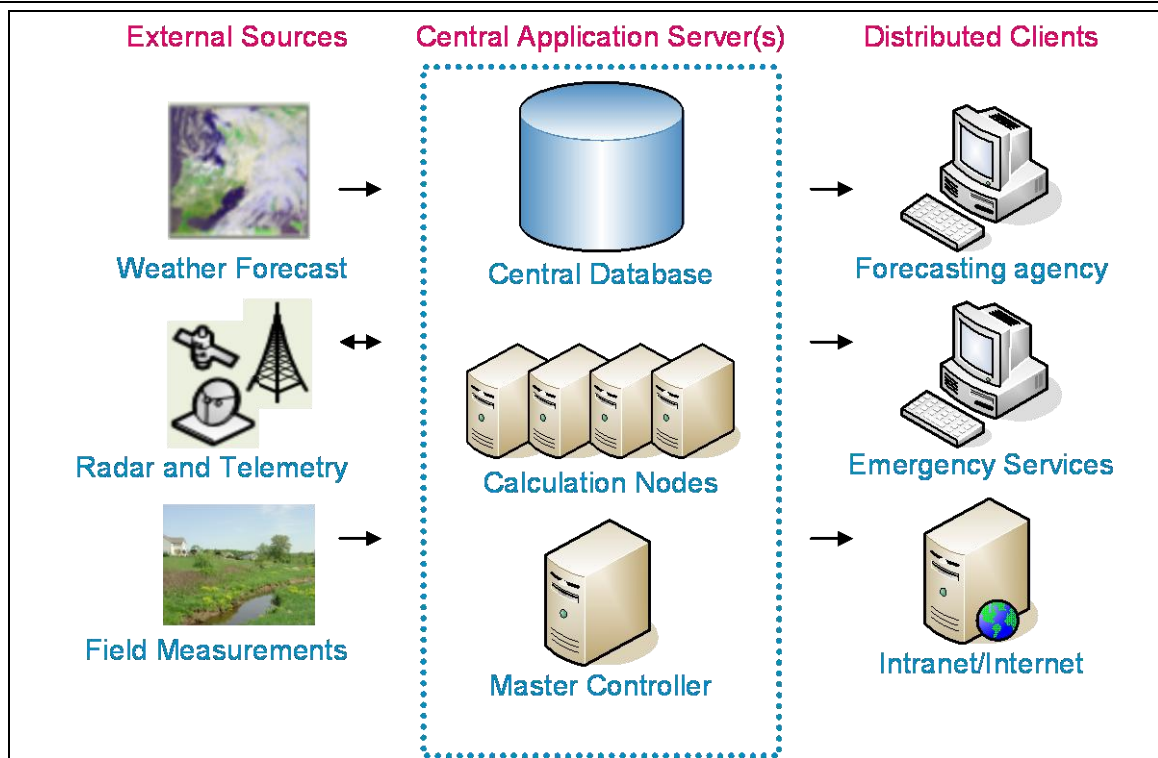 External Sources
Central Application Server(s)
Distributed Clients
Weather Forecast
Central Database
Forecasting agency
Radar and Telemetry
Calculation Nodes
Emergency Services
Field Measurements
Master Controller
Intranet/Internet